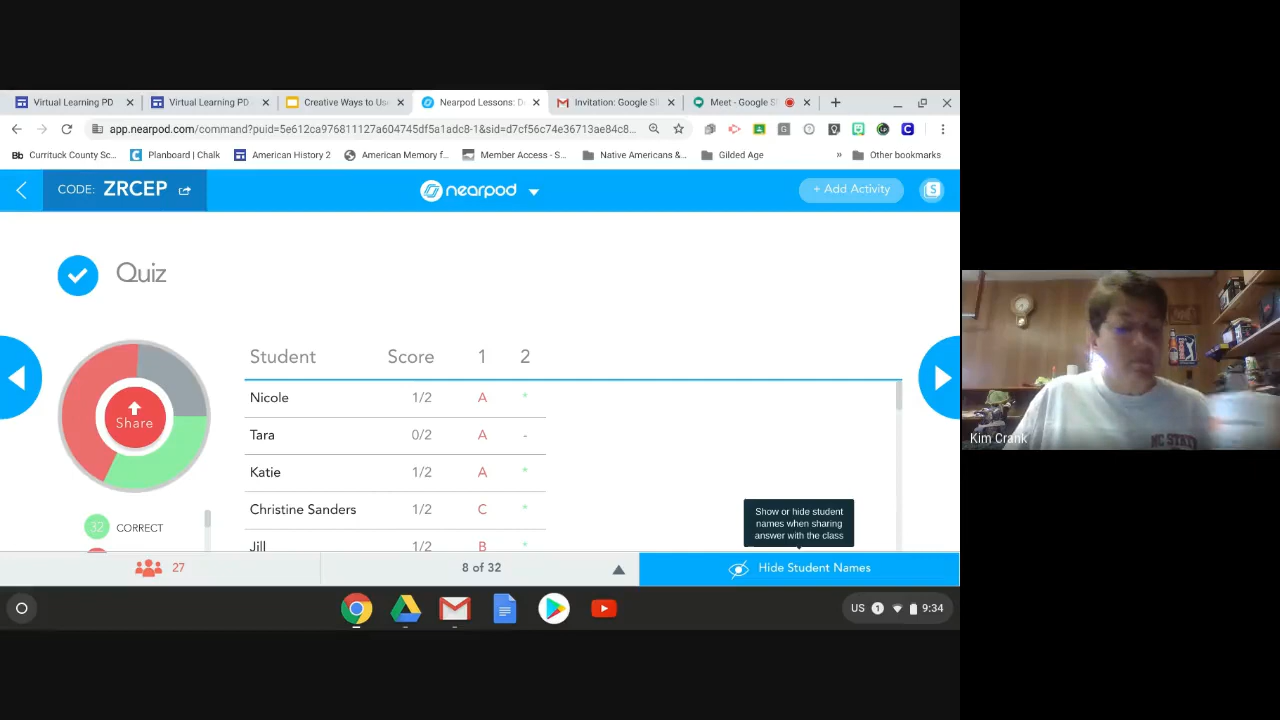 Virtual Learning PD
Virtual Learning PD
Creative Ways to Us
Nearpod Lessons: D
Invitation: Google Sl
Meet - Google S
app.nearpod.com/command?puid=5e612ca976811127a604745df5a1adc8-1&sid=d7cf56c74e36713ae84c8...
Bb Currituck County Sc...
Planboard | Chalk
American History 2
American Memory f...
Member Access - S...
Native Americans &...
Gilded Age
»
Other bookmarks
CODE: ZRCEP
nearpod
+ Add Activity
S
Quiz
Student Score 1 2
Nicole 1/2 A *
Tara 0/2 A -
Katie 1/2 A *
Christine Sanders 1/2 C *
Jill 1/2 B *
Share
32 CORRECT
Show or hide student
names when sharing
answer with the class
27
8 of 32
Hide Student Names
US 1 9:34
Kim Crank
NC STATE